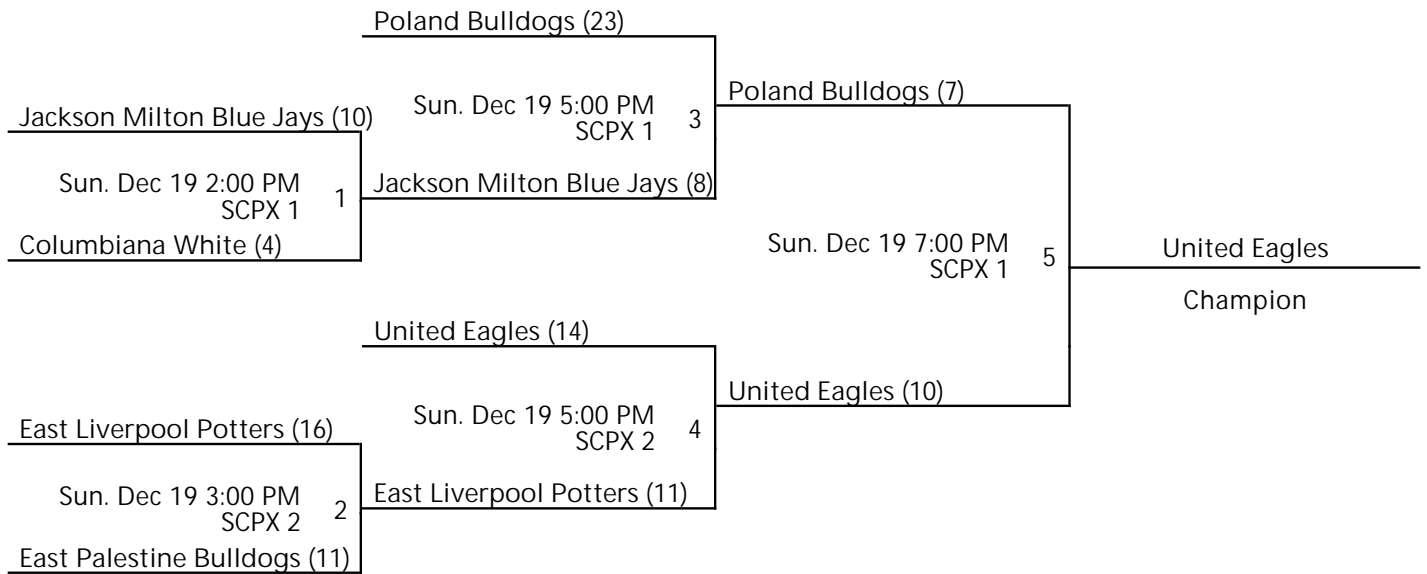 Poland Bulldogs (23)
Jackson Milton Blue Jays (10)
Sun. Dec 19 5:00 PM
SCPX 1
3
Poland Bulldogs (7)
Sun. Dec 19 2:00 PM
SCPX 1
1
Jackson Milton Blue Jays (8)
Columbiana White (4)
Sun. Dec 19 7:00 PM
SCPX 1
5
United Eagles
Champion
United Eagles (14)
East Liverpool Potters (16)
Sun. Dec 19 5:00 PM
SCPX 2
4
United Eagles (10)
Sun. Dec 19 3:00 PM
SCPX 2
2
East Liverpool Potters (11)
East Palestine Bulldogs (11)